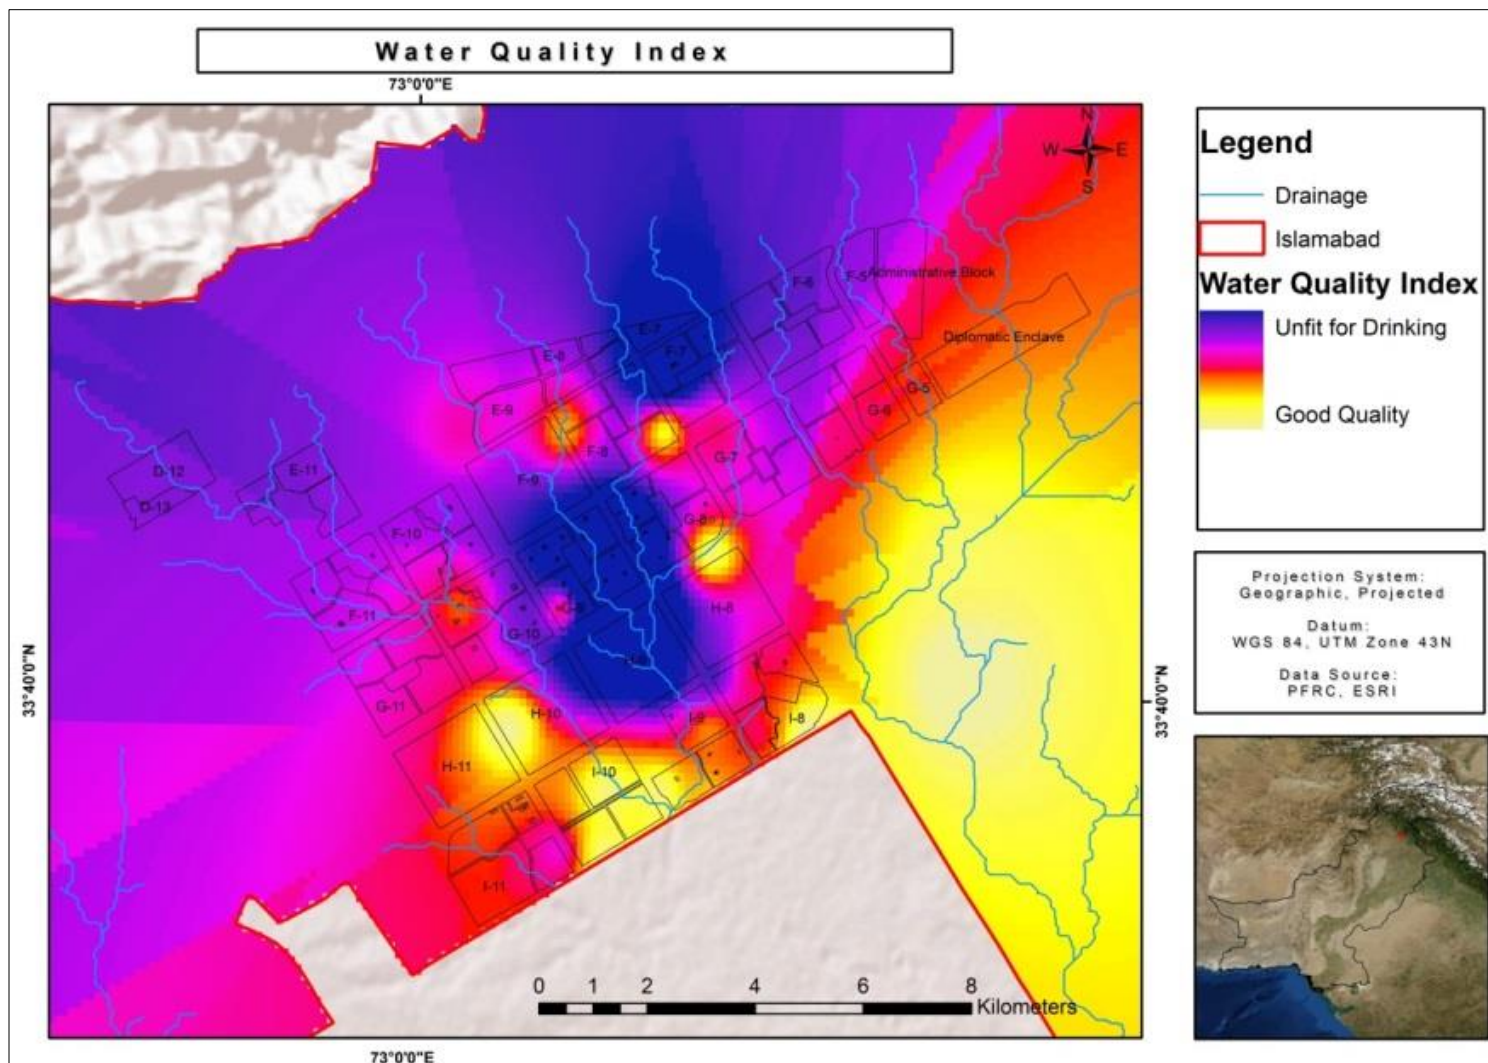 Water Quality Index
73°0'0"E
N
W E
S
Legend
Drainage
Islamabad
Water Quality Index
Unfit for Drinking
Good Quality
F-6
F-5
Administrative Block
E-7
Diplomatic Enclave
E-8
F-7
G-5
E-9
G-6
F-8
G-7
D-12
E-11
F-9
D-13
G-8
F-10
H-8
F-11
G-10
G-11
H-10
I-9
I-8
H-11
I-10
I-11
33°40'0"N
33°40'0"N
Projection System:
Geographic, Projected
Datum:
WGS 84, UTM Zone 43N
Data Source:
PFRC, ESRI
0 1 2 4 6 8
Kilometers
73°0'0"E